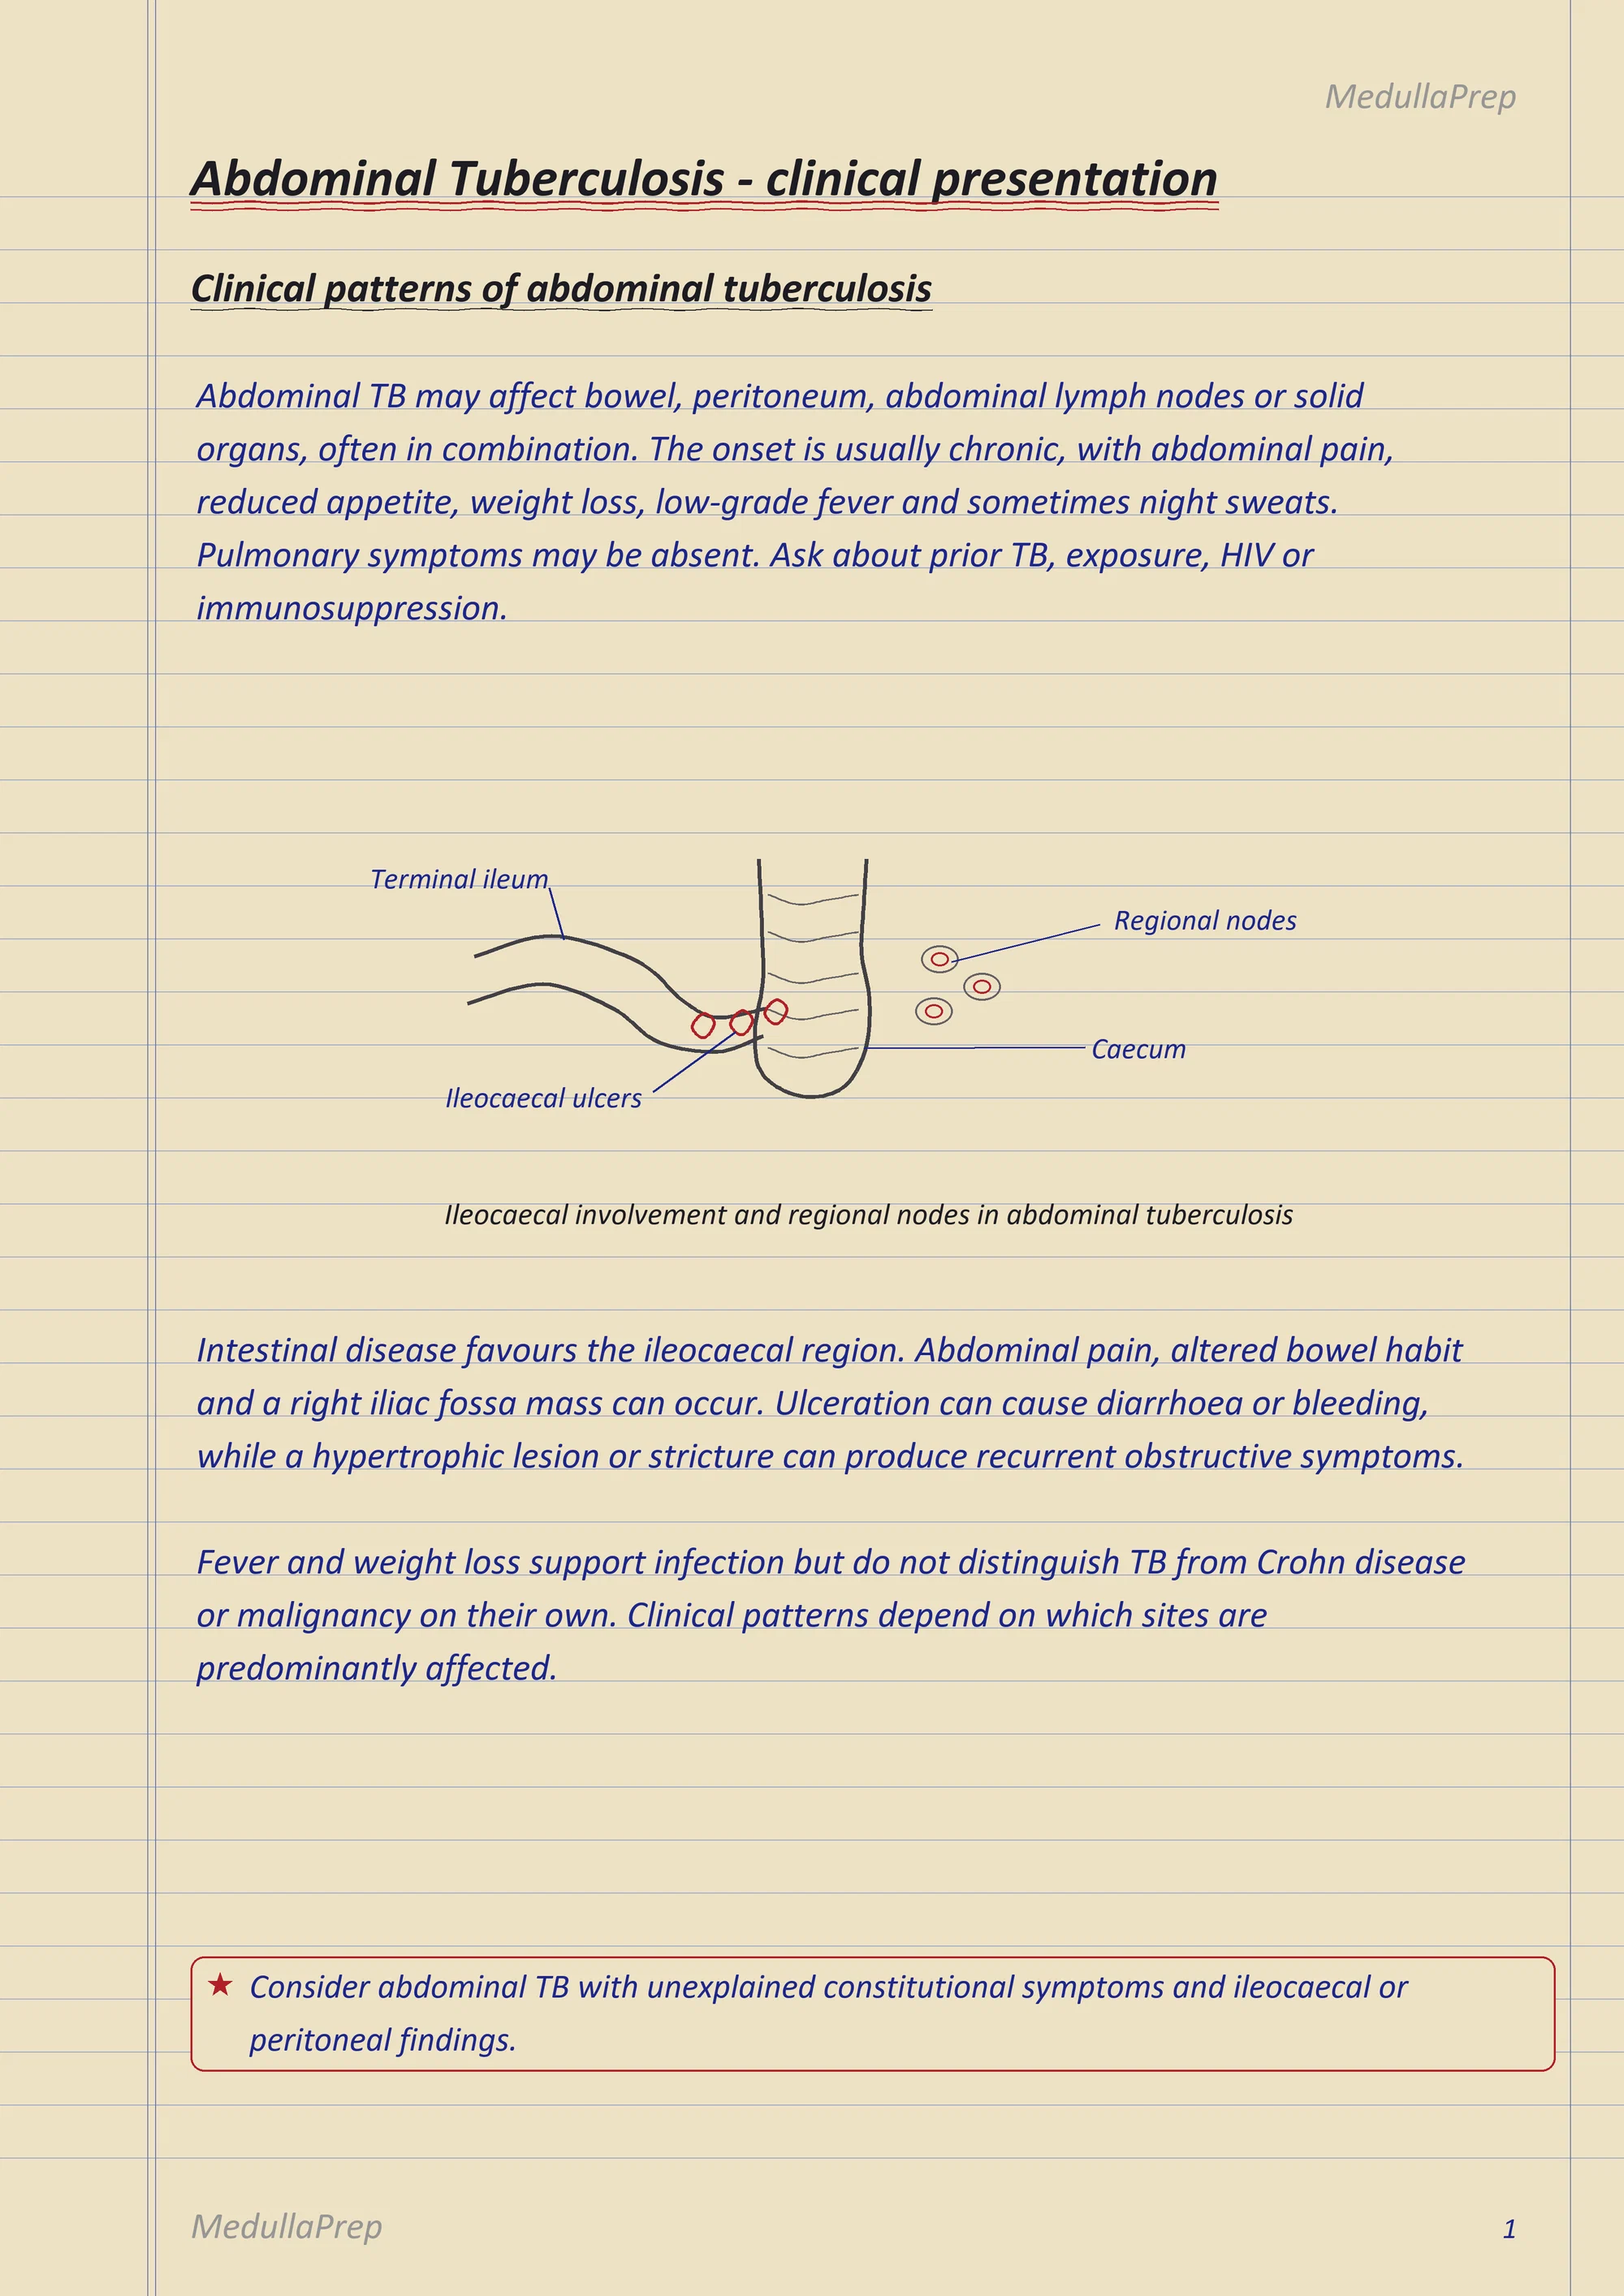 MedullaPrep
Abdominal Tuberculosis - clinical presentation
Clinical patterns of abdominal tuberculosis
Abdominal TB may affect bowel, peritoneum, abdominal lymph nodes or solid
organs, often in combination. The onset is usually chronic, with abdominal pain,
reduced appetite, weight loss, low-grade fever and sometimes night sweats.
Pulmonary symptoms may be absent. Ask about prior TB, exposure, HIV or
immunosuppression.
Terminal ileum
Regional nodes
Caecum
Ileocaecal ulcers
Ileocaecal involvement and regional nodes in abdominal tuberculosis
Intestinal disease favours the ileocaecal region. Abdominal pain, altered bowel habit
and a right iliac fossa mass can occur. Ulceration can cause diarrhoea or bleeding,
while a hypertrophic lesion or stricture can produce recurrent obstructive symptoms.
Fever and weight loss support infection but do not distinguish TB from Crohn disease
or malignancy on their own. Clinical patterns depend on which sites are
predominantly affected.
★ Consider abdominal TB with unexplained constitutional symptoms and ileocaecal or
peritoneal findings.
MedullaPrep
1